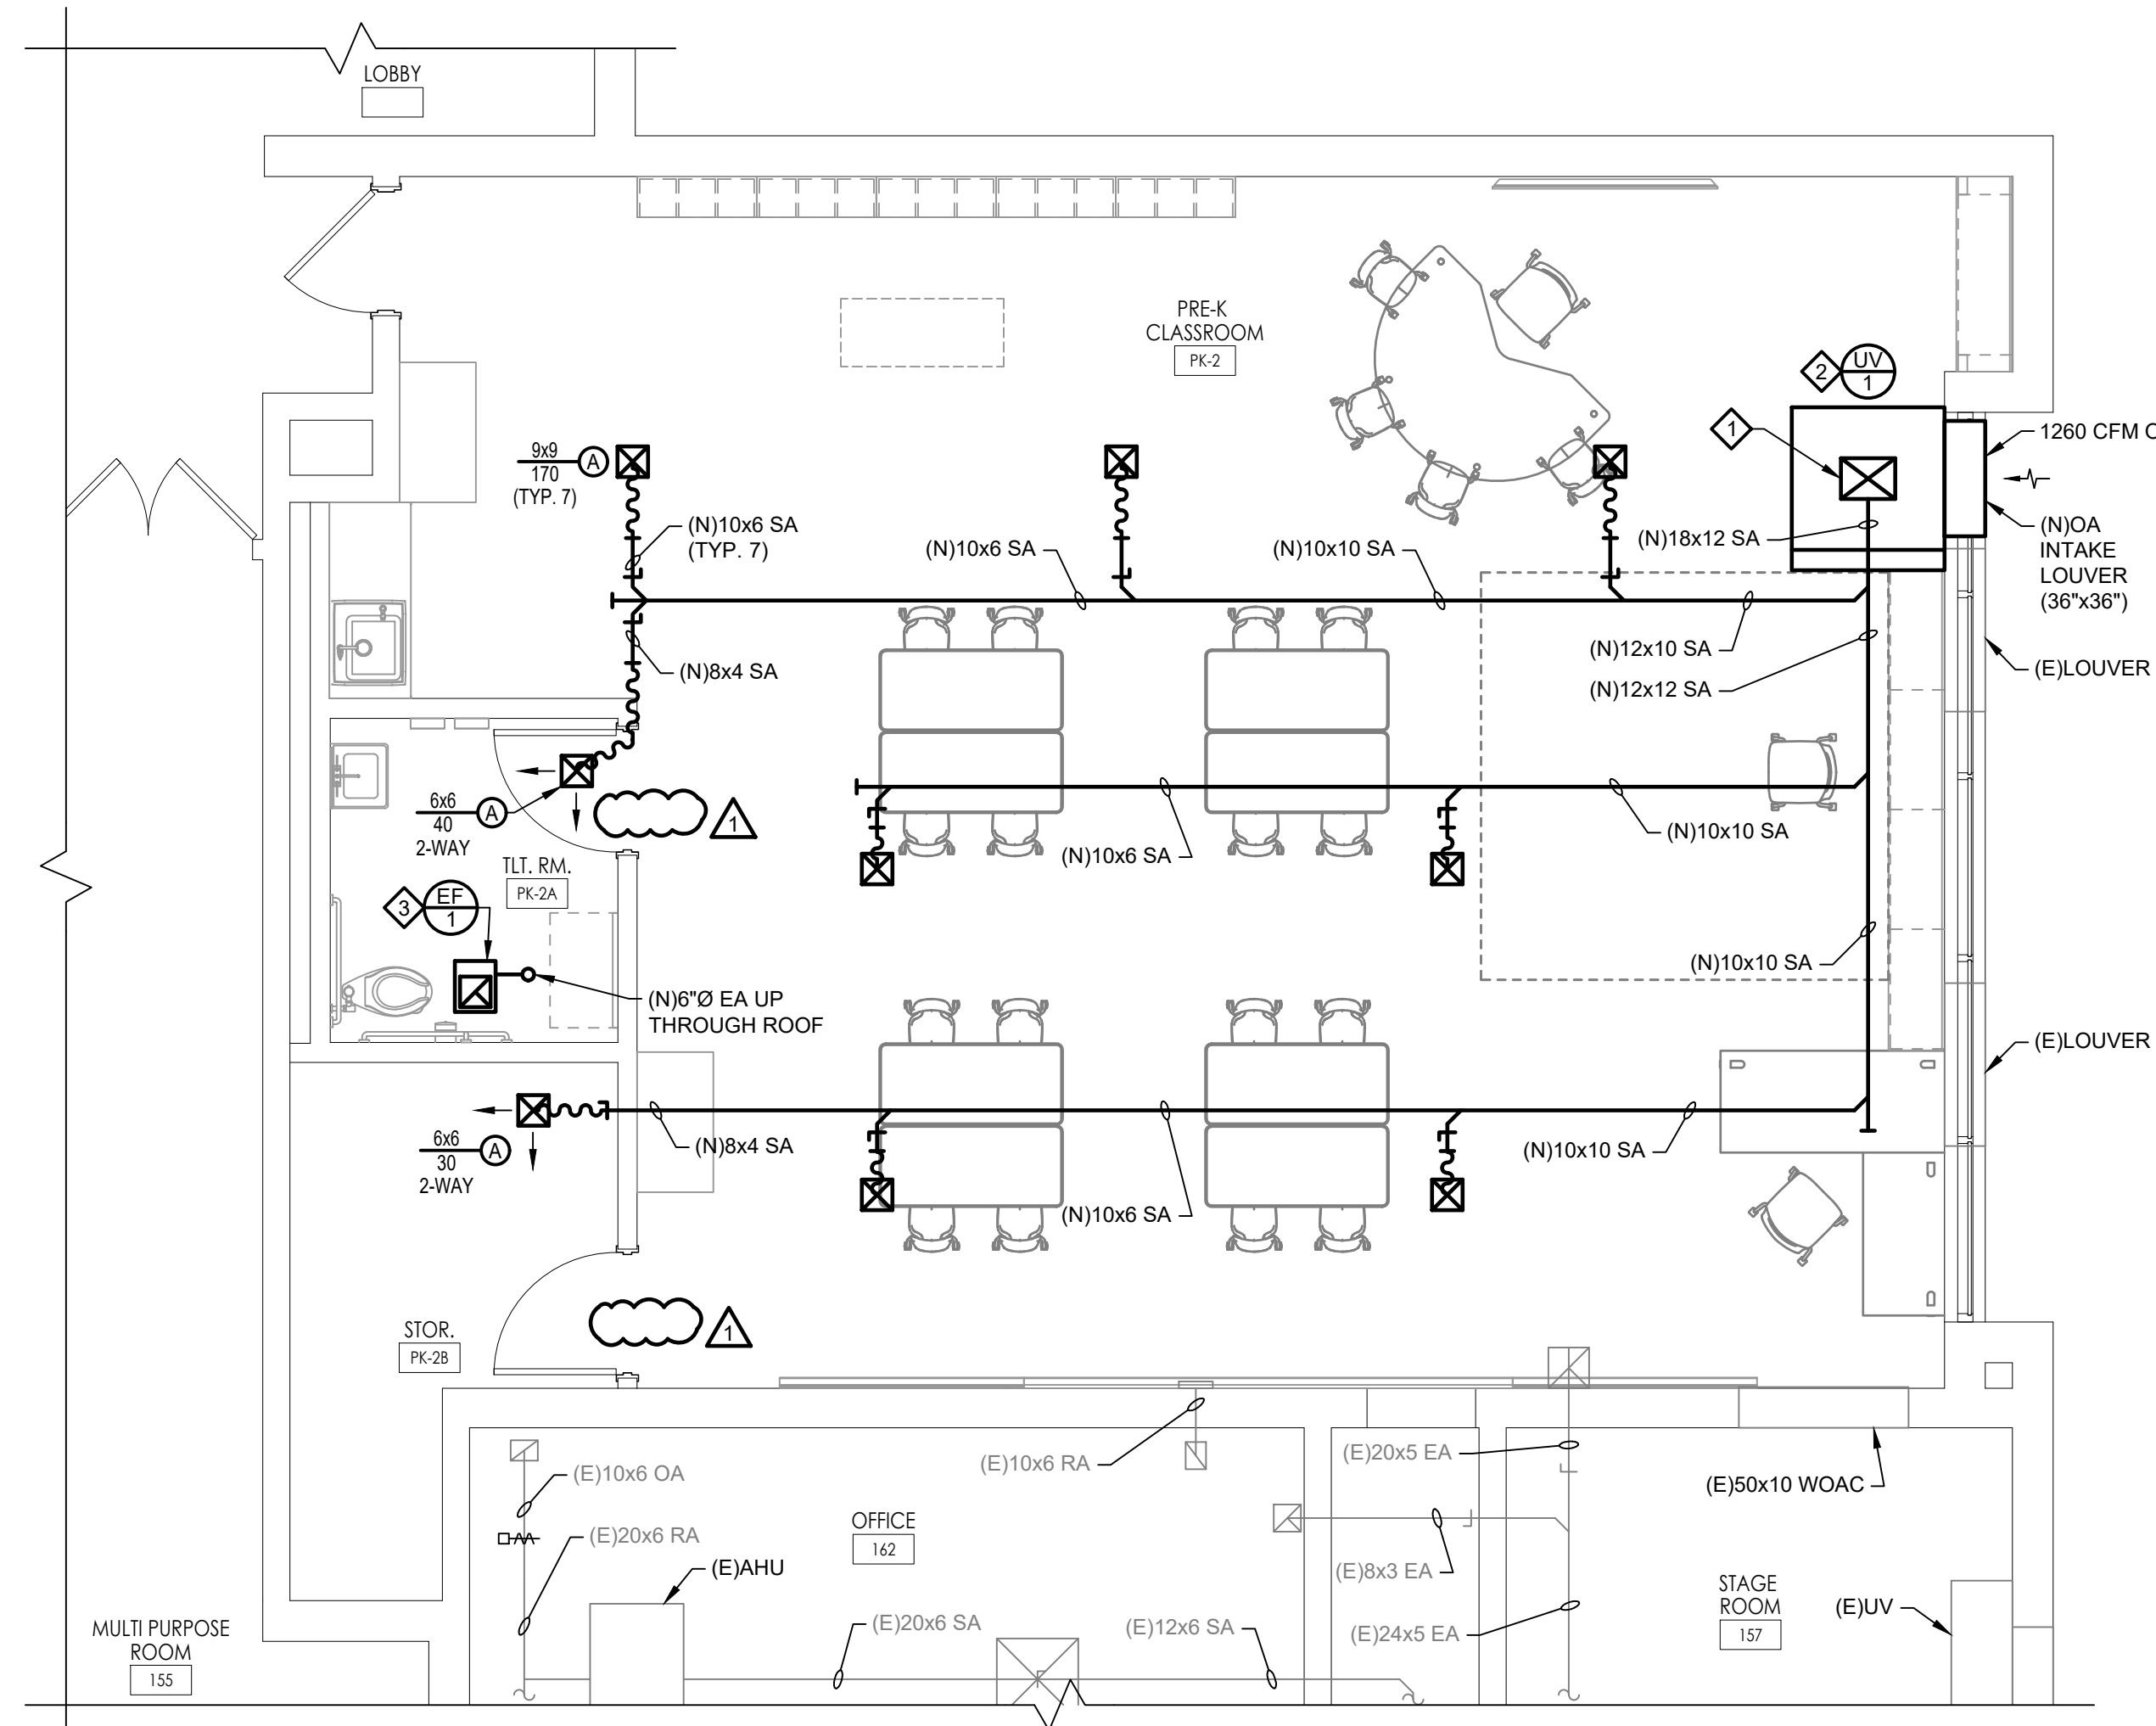 LOBBY
PRE-K
CLASSROOM
PK-2
2
UV
1
1
1260 CFM O
9x9
170
(TYP. 7)
A
(N)10x6 SA
(TYP. 7)
(N)10x6 SA
(N)10x10 SA
(N)18x12 SA
(N)OA
INTAKE
LOUVER
(36"x36")
(N)12x10 SA
(N)12x12 SA
(E)LOUVER
(N)8x4 SA
6x6
40
2-WAY
A
1
(N)10x6 SA
(N)10x10 SA
TLT. RM.
PK-2A
3
EF
1
(N)10x10 SA
(N)6"Ø EA UP
THROUGH ROOF
(E)LOUVER
6x6
30
2-WAY
A
(N)8x4 SA
(N)10x6 SA
(N)10x10 SA
STOR.
PK-2B
1
(E)10x6 OA
(E)20x6 RA
(E)AHU
(E)10x6 RA
OFFICE
162
(E)20x5 EA
(E)8x3 EA
(E)50x10 WOAC
(E)20x6 SA
(E)12x6 SA
(E)24x5 EA
STAGE
ROOM
157
(E)UV
MULTI PURPOSE
ROOM
155